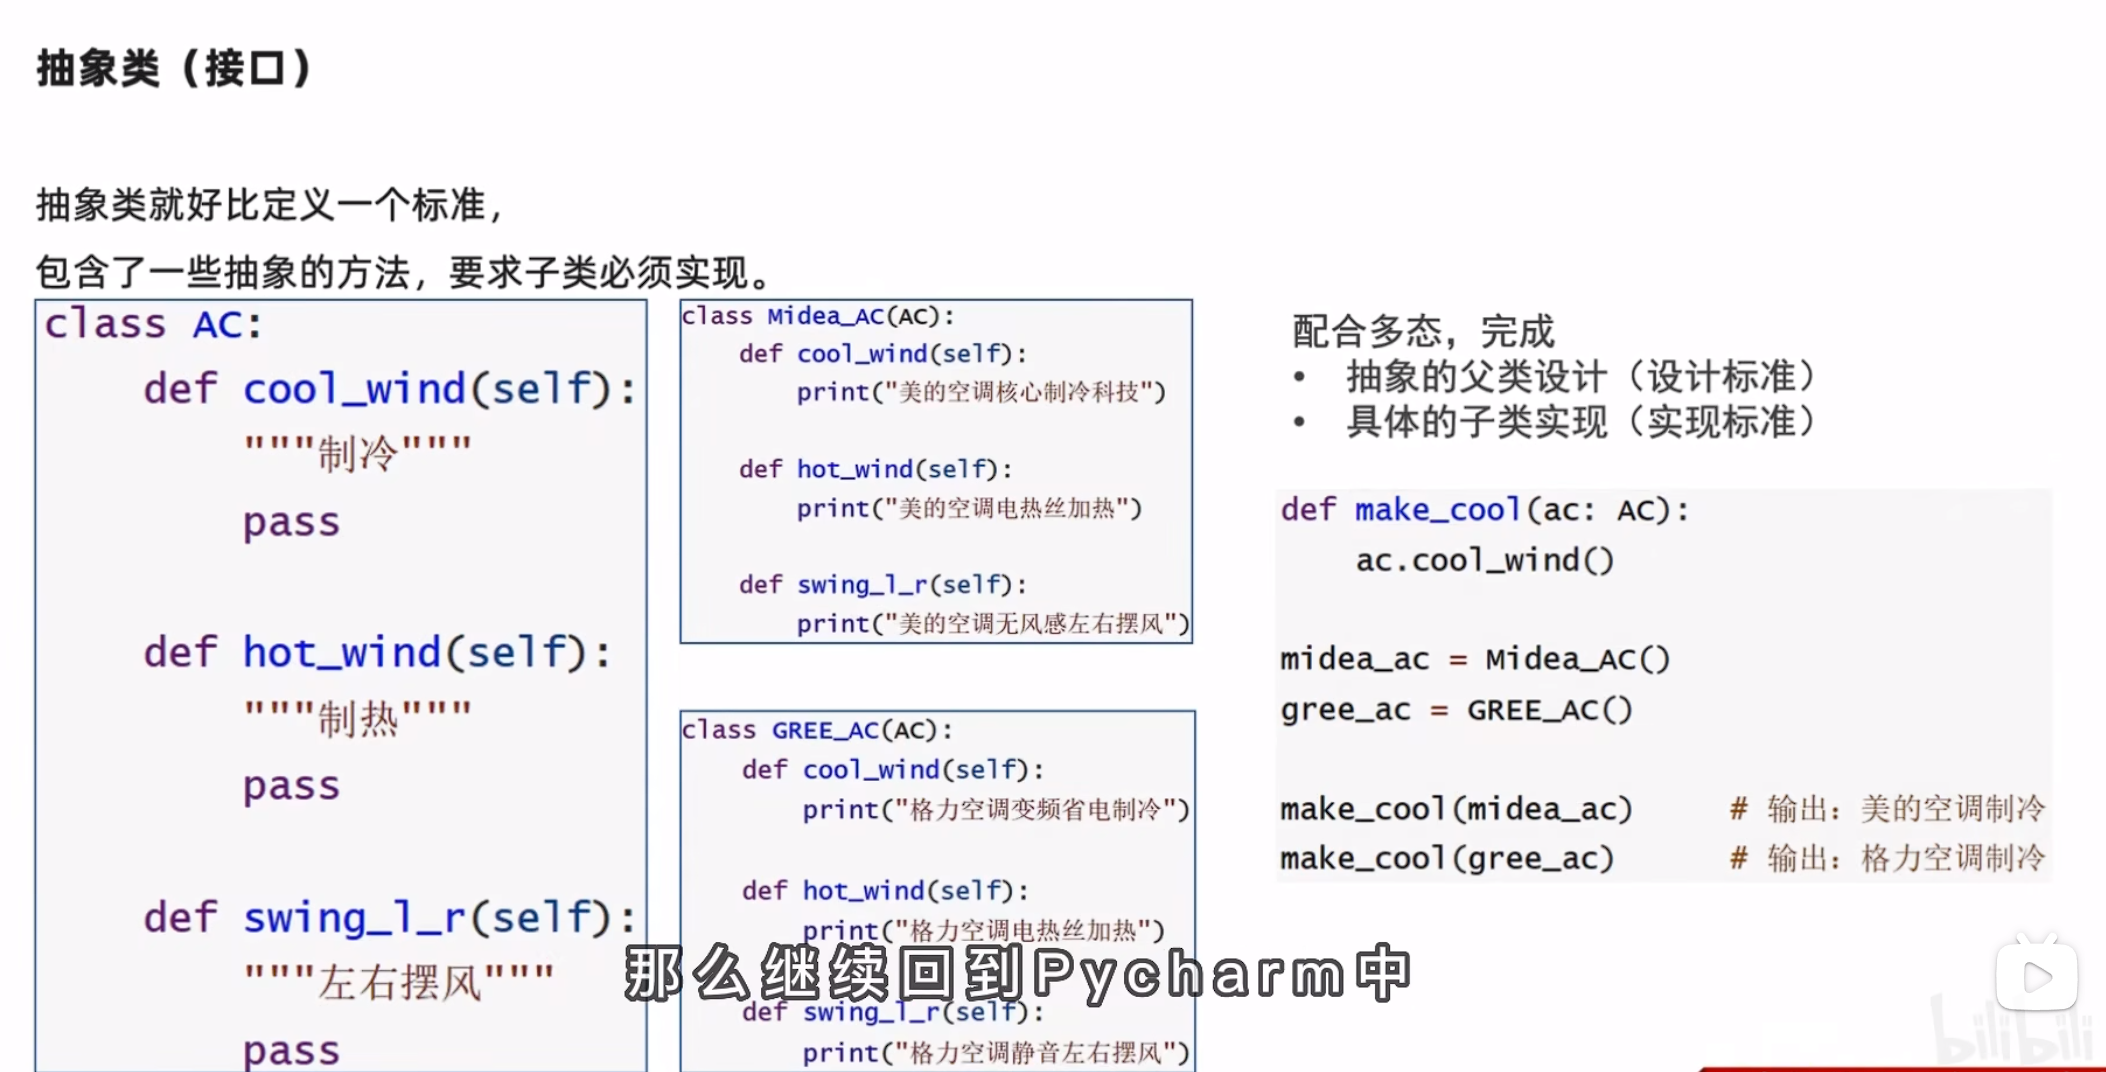 抽象类（接口）
抽象类就好比定义一个标准，
包含了一些抽象的方法，要求子类必须实现。
class AC:
    def cool_wind(self):
        """制冷"""
        pass
    def hot_wind(self):
        """制热"""
        pass
    def swing_l_r(self):
        """左右摆风"""
        pass
class Midea_AC(AC):
    def cool_wind(self):
        print("美的空调核心制冷科技")
    def hot_wind(self):
        print("美的空调电热丝加热")
    def swing_l_r(self):
        print("美的空调无风感左右摆风")
class GREE_AC(AC):
    def cool_wind(self):
        print("格力空调变频省电制冷")
    def hot_wind(self):
        print("格力空调电热丝加热")
    def swing_l_r(self):
        print("格力空调静音左右摆风")
配合多态，完成
• 抽象的父类设计（设计标准）
• 具体的子类实现（实现标准）
def make_cool(ac: AC):
    ac.cool_wind()
midea_ac = Midea_AC()
gree_ac = GREE_AC()
make_cool(midea_ac)    # 输出：美的空调制冷
make_cool(gree_ac)    # 输出：格力空调制冷
那么继续回到Pycharm中
bilibili